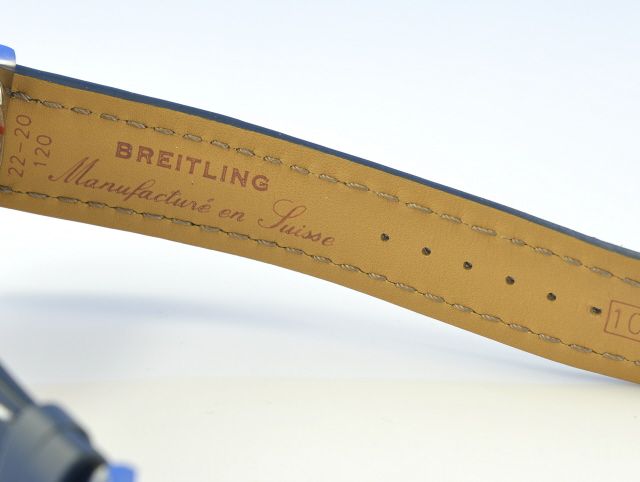 22-20
120
BREITLING
Manufacturé en Suisse
10